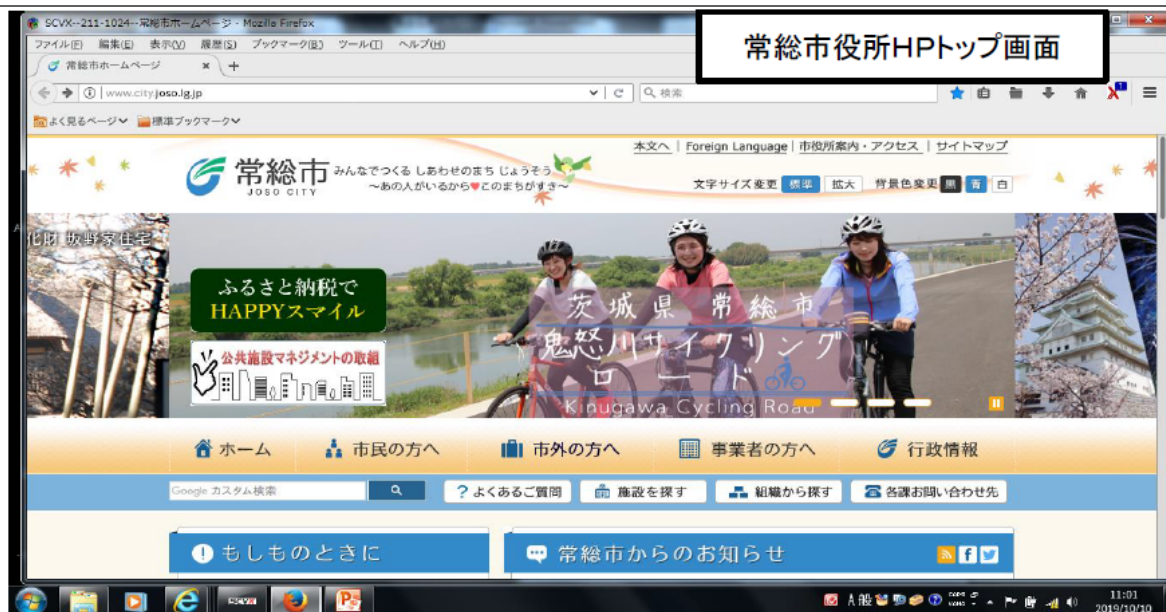 SCVX--211-1024--常総市ホームページ - Mozilla Firefox
常総市役所HPトップ画面
ファイル(F) 編集(E) 表示(V) 履歴(S) ブックマーク(B) ツール(T) ヘルプ(H)
常総市ホームページ
www.city.joso.lg.jp
検索
よく見るページ 標準ブックマーク
本文へ Foreign Language 市役所案内・アクセス サイトマップ
常総市 みんなでつくる しあわせのまち じょうそう
JOSO CITY ~あの人がいるから♥このまちがすき~
文字サイズ変更 標準 拡大 背景色変更 黒 青 白
化財 坂野家住宅
ふるさと納税で
HAPPYスマイル
公共施設マネジメントの取組
茨城県 常総市
鬼怒川サイクリング
ロード
Kinugawa Cycling Road
ホーム 市民の方へ 市外の方へ 事業者の方へ 行政情報
Google カスタム検索 ?よくあるご質問 施設を探す 組織から探す 各課お問い合わせ先
もしものときに 常総市からのお知らせ
SCVX
A 般
11:01
2019/10/10